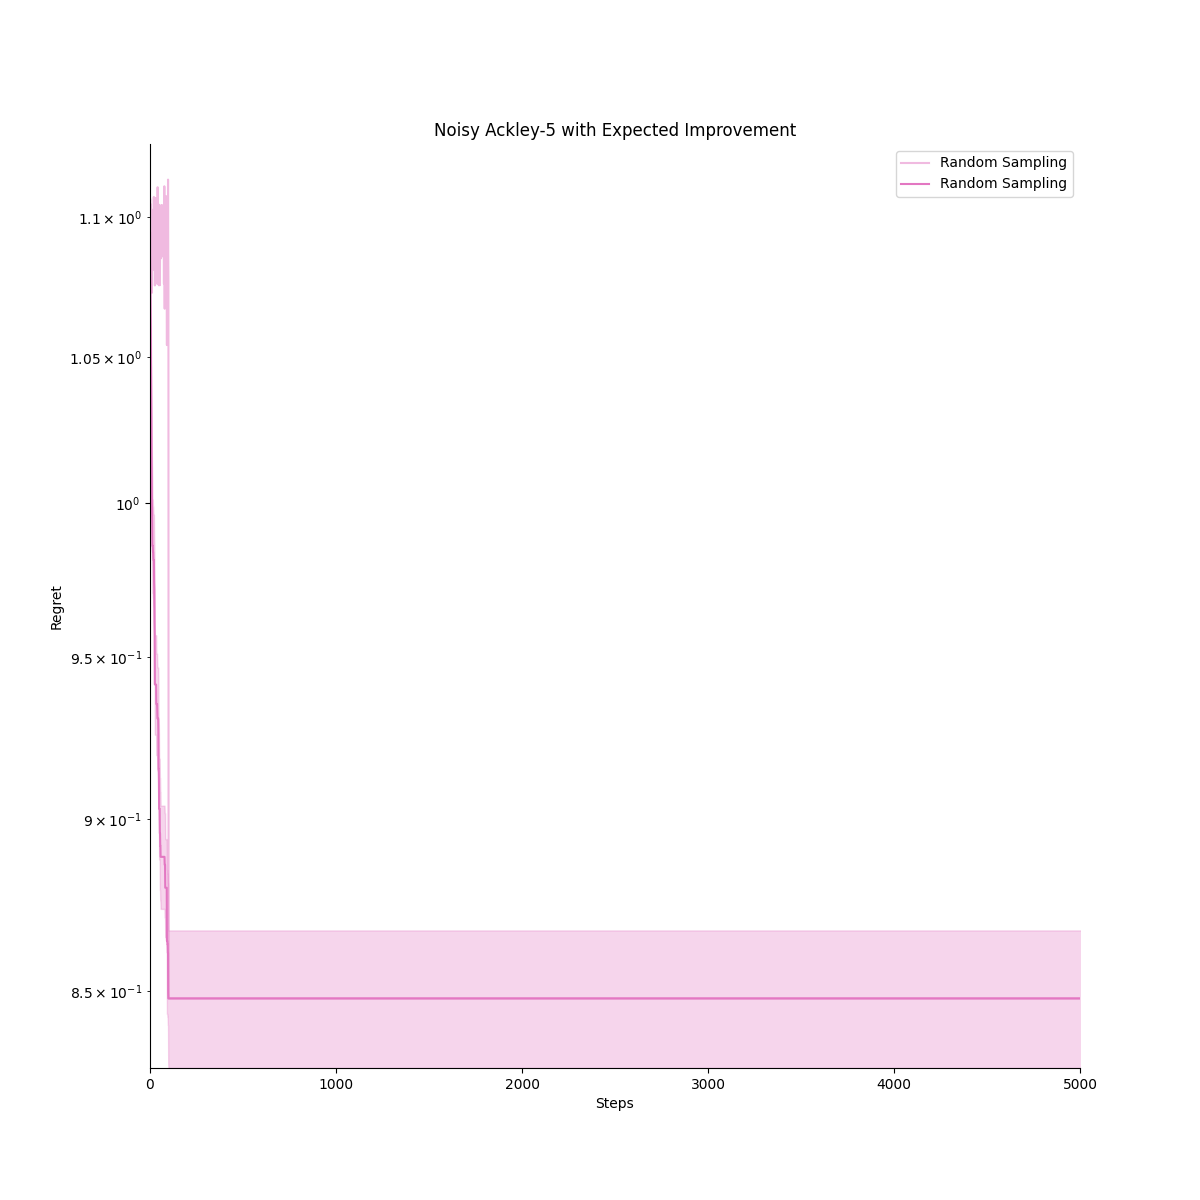 Noisy Ackley-5 with Expected Improvement
Random Sampling
Random Sampling
1.1 × 10⁰
1.05 × 10⁰
10⁰
9.5 × 10⁻¹
9 × 10⁻¹
8.5 × 10⁻¹
Regret
0 1000 2000 3000 4000 5000
Steps